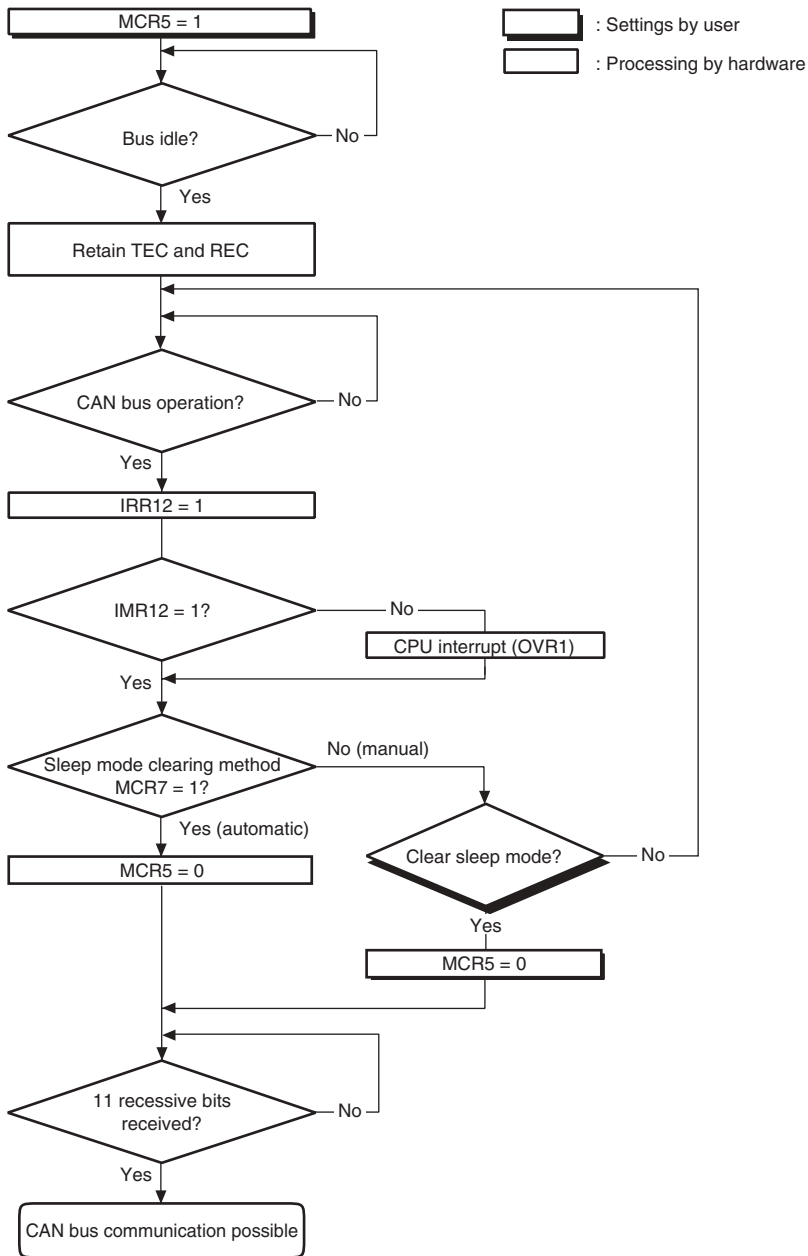 MCR5 = 1
: Settings by user
: Processing by hardware
Bus idle?
No
Yes
Retain TEC and REC
CAN bus operation?
No
Yes
IRR12 = 1
IMR12 = 1?
No
CPU interrupt (OVR1)
Yes
Sleep mode clearing method
MCR7 = 1?
No (manual)
Yes (automatic)
Clear sleep mode?
No
MCR5 = 0
Yes
MCR5 = 0
11 recessive bits
received?
No
Yes
CAN bus communication possible